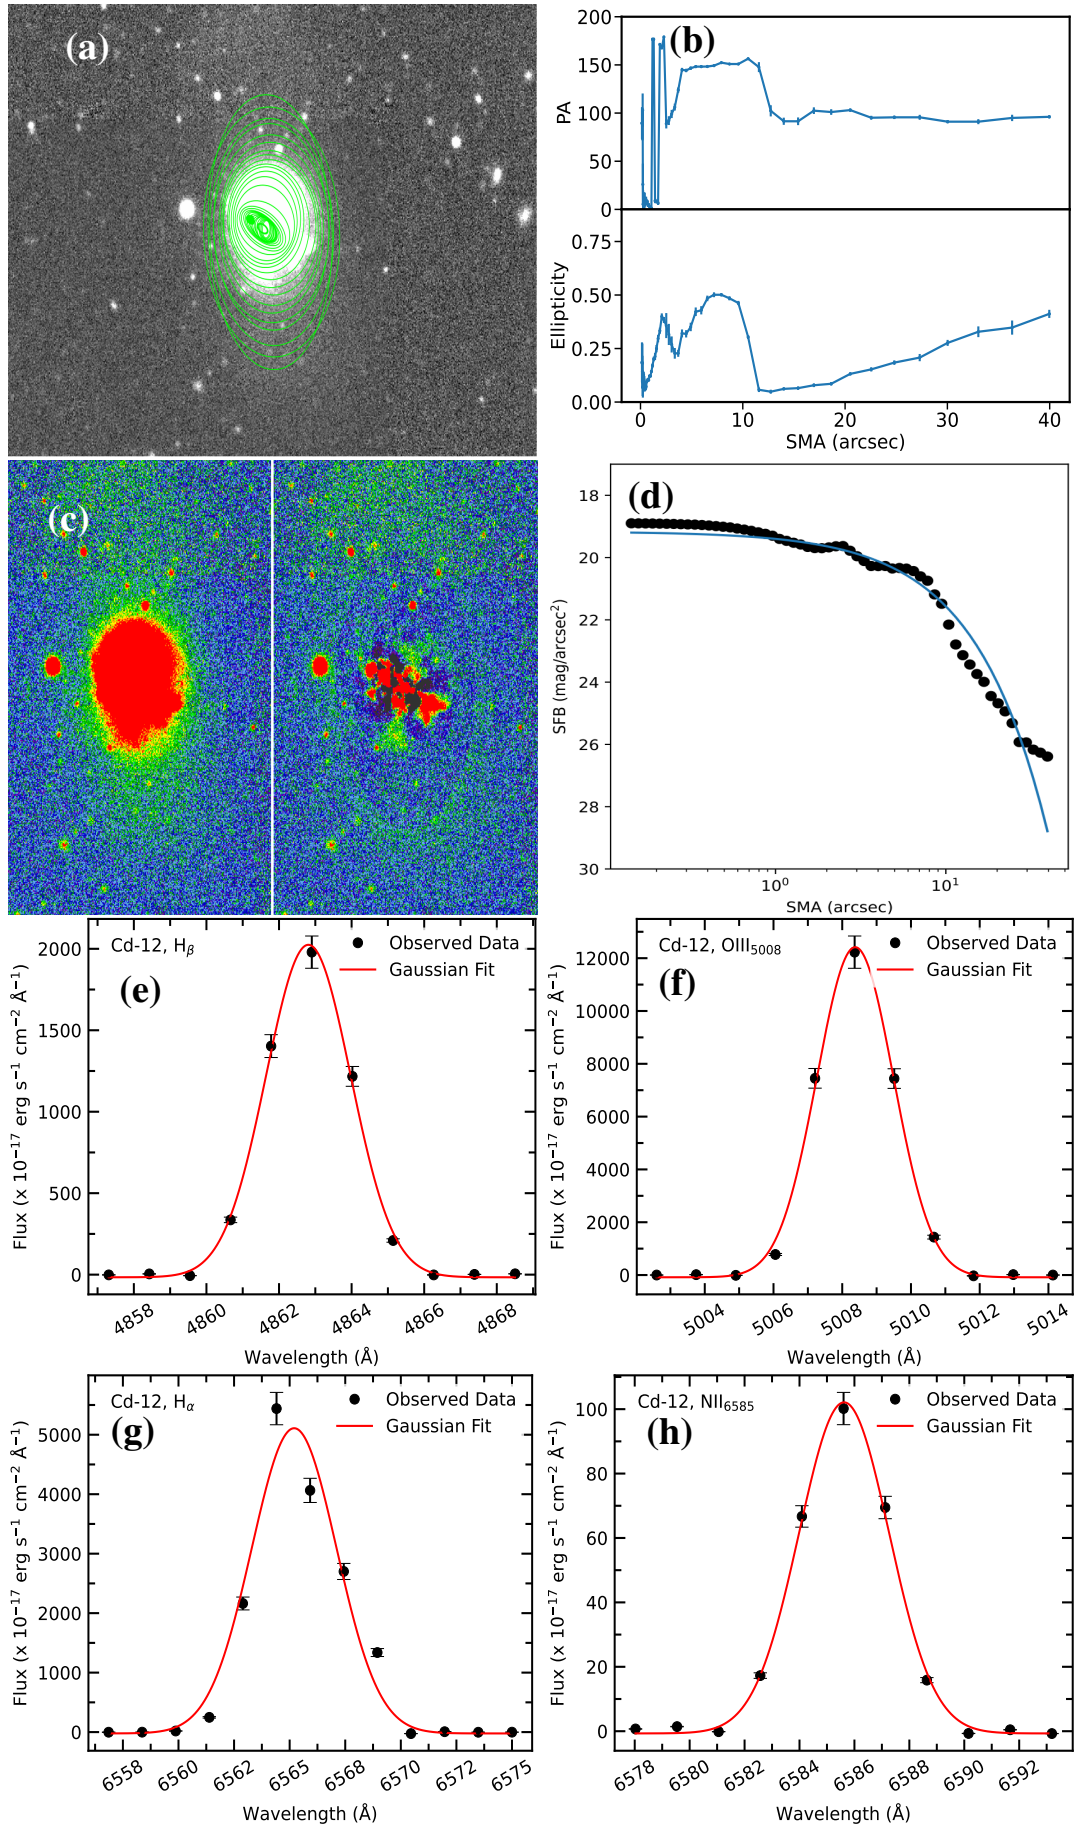 (a)
(b)
200
150
100
50
0
PA
0.75
0.50
0.25
0.00
Ellipticity
0 10 20 30 40
SMA (arcsec)
(c)
(d)
18
20
22
24
26
28
30
SFB (mag/arcsec²)
10⁰ 10¹
SMA (arcsec)
Cd-12, Hβ
(e)
Observed Data
Gaussian Fit
2000
1500
1000
500
0
Flux (x 10⁻¹⁷ erg s⁻¹ cm⁻² Å⁻¹)
4858 4860 4862 4864 4866 4868
Wavelength (Å)
Cd-12, OIII₅₀₀₈
(f)
Observed Data
Gaussian Fit
12000
10000
8000
6000
4000
2000
0
Flux (x 10⁻¹⁷ erg s⁻¹ cm⁻² Å⁻¹)
5004 5006 5008 5010 5012 5014
Wavelength (Å)
Cd-12, Hα
(g)
Observed Data
Gaussian Fit
5000
4000
3000
2000
1000
0
Flux (x 10⁻¹⁷ erg s⁻¹ cm⁻² Å⁻¹)
6558 6560 6562 6565 6568 6570 6572 6575
Wavelength (Å)
Cd-12, NII₆₅₈₅
(h)
Observed Data
Gaussian Fit
100
80
60
40
20
0
Flux (x 10⁻¹⁷ erg s⁻¹ cm⁻² Å⁻¹)
6578 6580 6582 6584 6586 6588 6590 6592
Wavelength (Å)